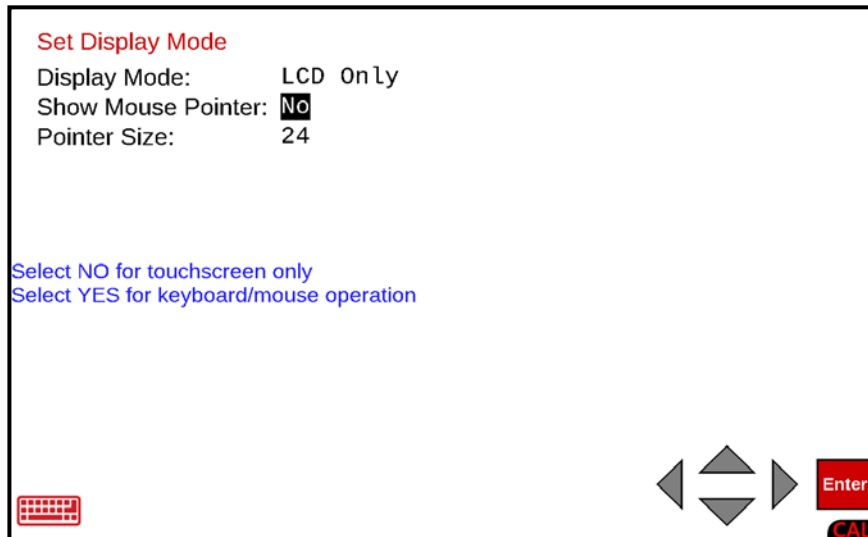 Set Display Mode
Display Mode: LCD Only
Show Mouse Pointer: No
Pointer Size: 24
Select NO for touchscreen only
Select YES for keyboard/mouse operation
Enter